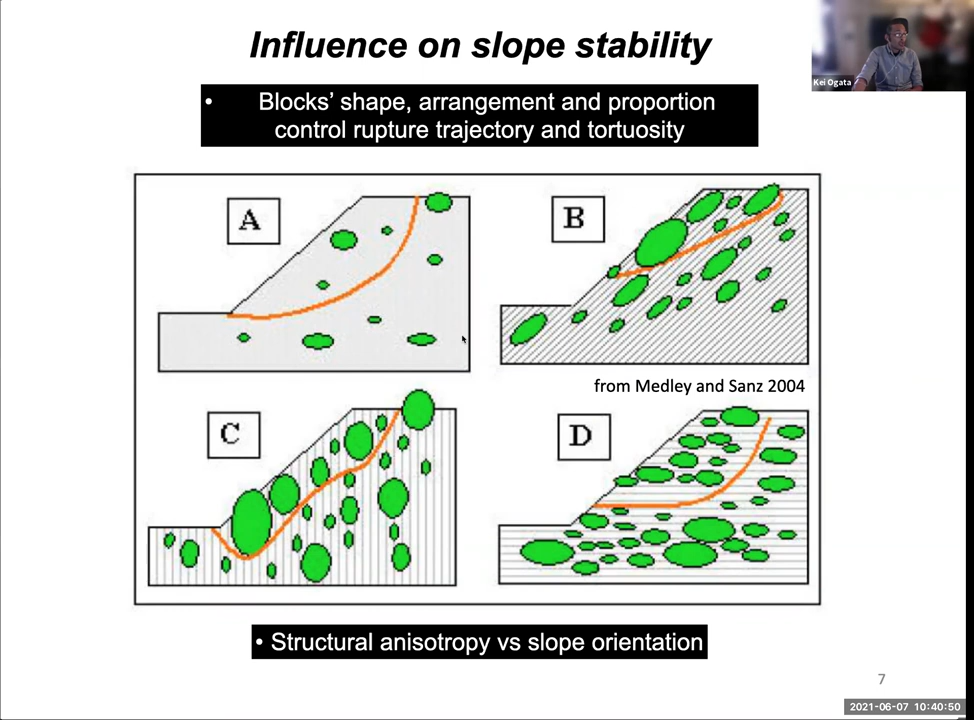 Influence on slope stability
Kei Ogata
• Blocks’ shape, arrangement and proportion
control rupture trajectory and tortuosity
A
B
from Medley and Sanz 2004
C
D
• Structural anisotropy vs slope orientation
7
2021-06-07 10:40:50